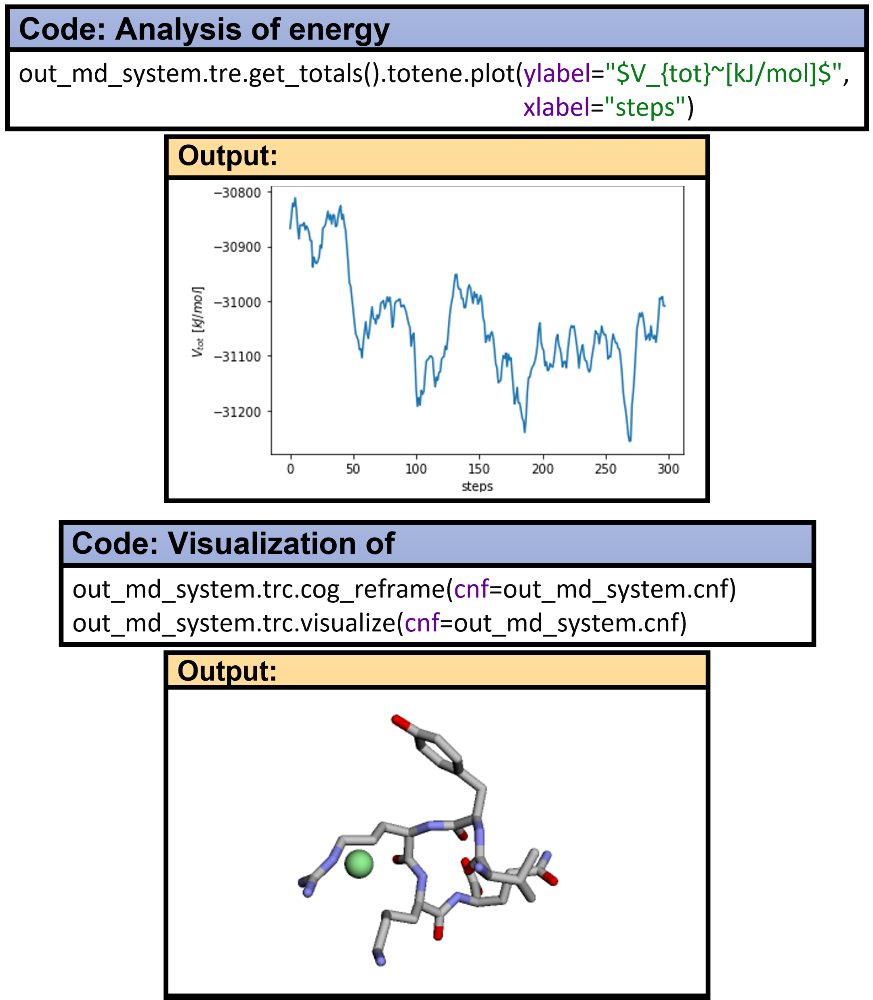 Code: Analysis of energy
out_md_system.tre.get_totals().totene.plot(ylabel="$V_{tot}~[kJ/mol]$",
xlabel="steps")
Output:
−30800
−30900
−31000
−31100
−31200
V_tot [kJ/mol]
0 50 100 150 200 250 300
steps
Code: Visualization of
out_md_system.trc.cog_reframe(cnf=out_md_system.cnf)
out_md_system.trc.visualize(cnf=out_md_system.cnf)
Output: